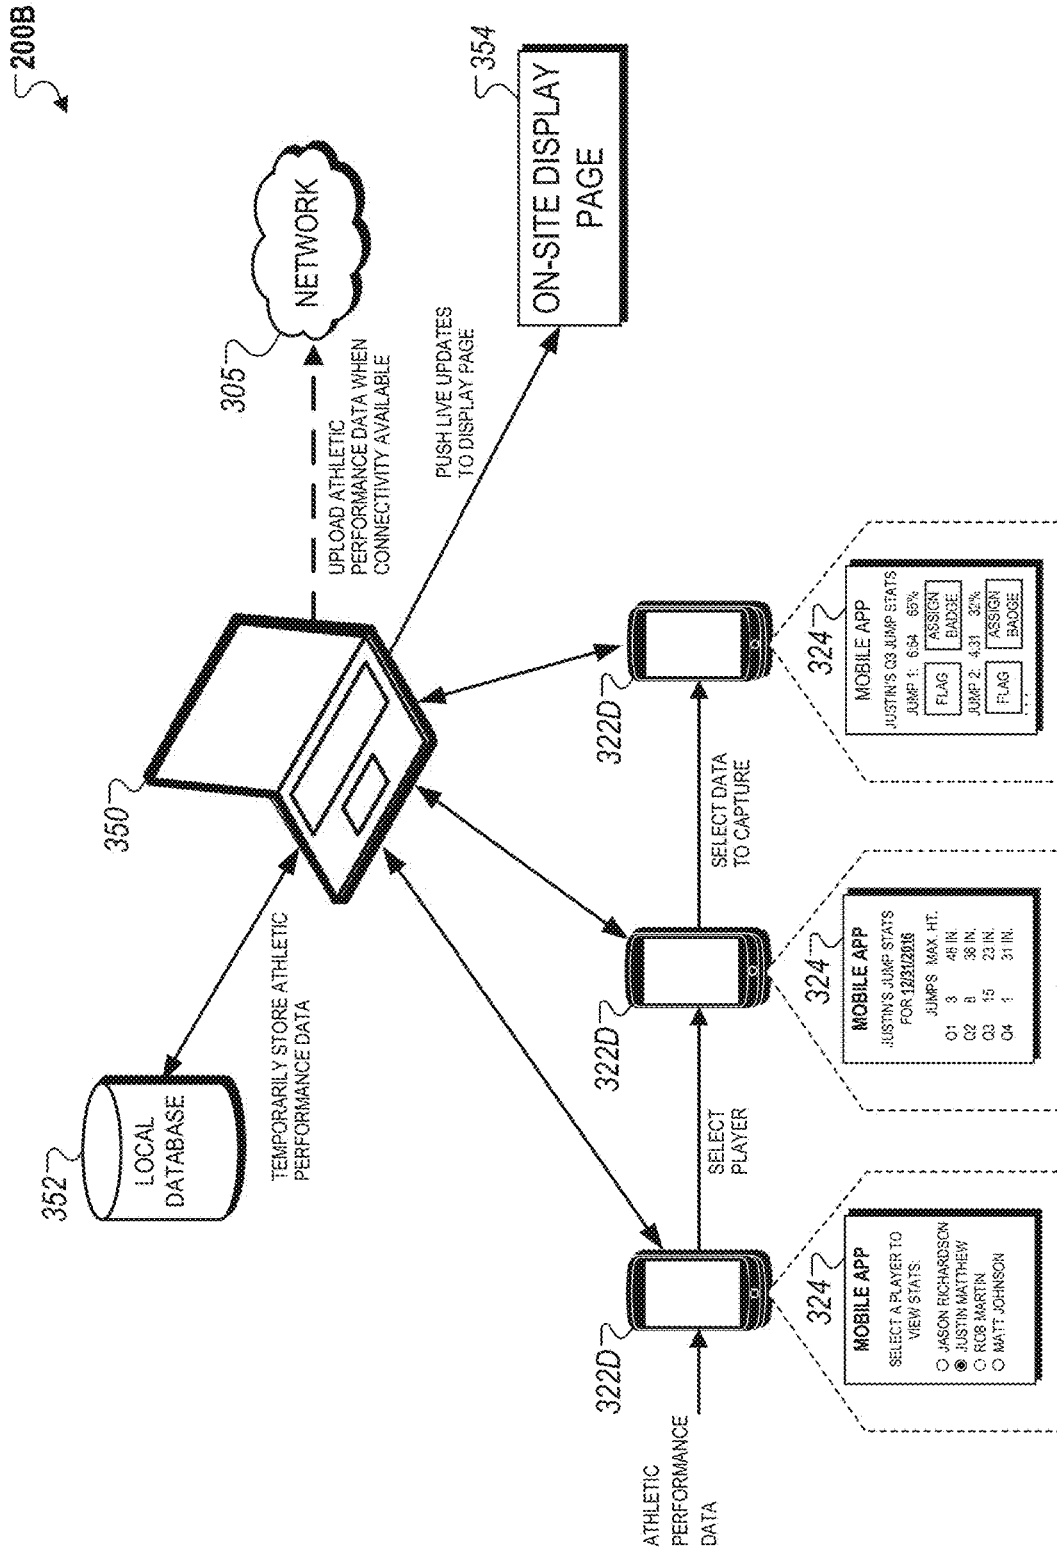 200B
352
LOCAL
DATABASE
TEMPORARILY STORE ATHLETIC
PERFORMANCE DATA
350
305
NETWORK
UPLOAD ATHLETIC
PERFORMANCE DATA WHEN
CONNECTIVITY AVAILABLE
PUSH LIVE UPDATES
TO DISPLAY PAGE
354
ON-SITE DISPLAY
PAGE
ATHLETIC
PERFORMANCE
DATA
322D
SELECT
PLAYER
322D
SELECT DATA
TO CAPTURE
322D
324
MOBILE APP
SELECT A PLAYER TO
VIEW STATS:
JASON RICHARDSON
JUSTIN MATTHEW
ROB MARTIN
MATT JOHNSON
324
MOBILE APP
JUSTIN'S JUMP STATS
FOR 12/31/2016
JUMPS MAX. HT.
Q1 3 48 IN.
Q2 8 36 IN.
Q3 15 23 IN.
Q4 1 31 IN.
324
MOBILE APP
JUSTIN'S Q3 JUMP STATS
JUMP 1: 6.54 65%
FLAG ASSIGN
BADGE
JUMP 2: 4.31 32%
FLAG ASSIGN
BADGE
...